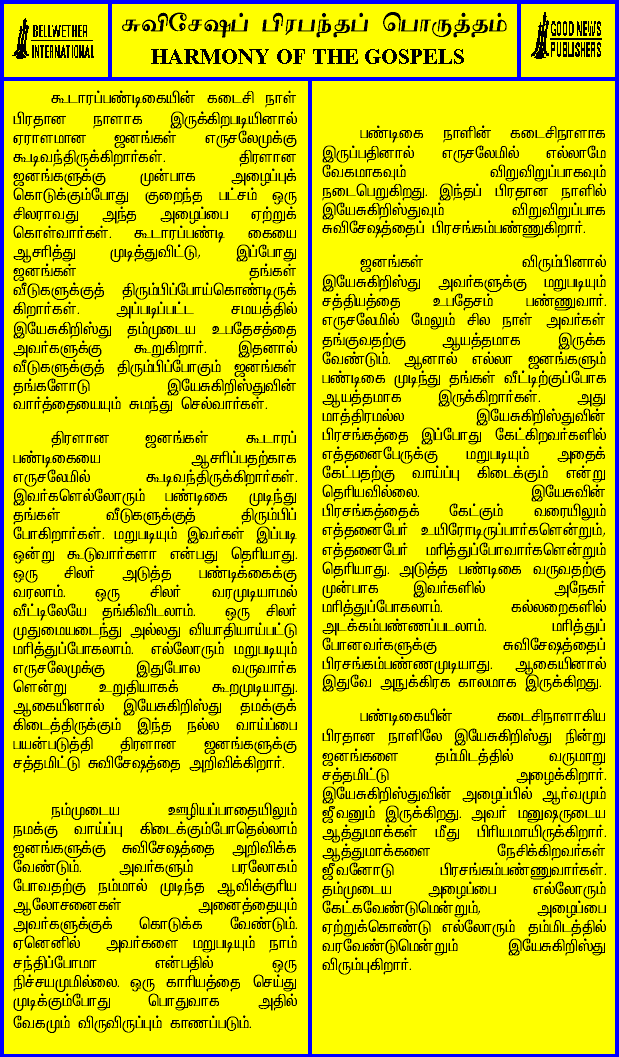 BELLWETHER
INTERNATIONAL
சுவிசேஷப் பிரபந்தப் பொருத்தம்
HARMONY OF THE GOSPELS
GOOD NEWS
PUBLISHERS
கூடாரப்பண்டிகையின் கடைசி நாள்
பிரதான நாளாக இருக்கிறபடியினால்
ஏராளமான ஜனங்கள் எருசலேமுக்கு
கூடிவந்திருக்கிறார்கள். திரளான
ஜனங்களுக்கு முன்பாக அழைப்புக்
கொடுக்கும்போது குறைந்த பட்சம் ஒரு
சிலராவது அந்த அழைப்பை ஏற்றுக்
கொள்வார்கள். கூடாரப்பண்டி கையை
ஆசரித்து முடித்துவிட்டு, இப்போது
ஜனங்கள் தங்கள்
வீடுகளுக்குத் திரும்பிப்போய்கொண்டிருக்
கிறார்கள். அப்படிப்பட்ட சமயத்தில்
இயேசுகிறிஸ்து தம்முடைய உபதேசத்தை
அவர்களுக்கு கூறுகிறார். இதனால்
வீடுகளுக்குத் திரும்பிப்போகும் ஜனங்கள்
தங்களோடு இயேசுகிறிஸ்துவின்
வார்த்தையையும் சுமந்து செல்வார்கள்.
திரளான ஜனங்கள் கூடாரப்
பண்டிகையை ஆசரிப்பதற்காக
எருசலேமில் கூடிவந்திருக்கிறார்கள்.
இவர்களெல்லோரும் பண்டிகை முடிந்து
தங்கள் வீடுகளுக்குத் திரும்பிப்
போகிறார்கள். மறுபடியும் இவர்கள் இப்படி
ஒன்று கூடுவார்களா என்பது தெரியாது.
ஒரு சிலர் அடுத்த பண்டிக்கைக்கு
வரலாம். ஒரு சிலர் வரமுடியாமல்
வீட்டிலேயே தங்கிவிடலாம். ஒரு சிலர்
முதுமையடைந்து அல்லது வியாதியாய்பட்டு
மரித்துப்போகலாம். எல்லோரும் மறுபடியும்
எருசலேமுக்கு இதுபோல வருவார்க
ளென்று உறுதியாகக் கூறமுடியாது.
ஆகையினால் இயேசுகிறிஸ்து தமக்குக்
கிடைத்திருக்கும் இந்த நல்ல வாய்ப்பை
பயன்படுத்தி திரளான ஜனங்களுக்கு
சத்தமிட்டு சுவிசேஷத்தை அறிவிக்கிறார்.
நம்முடைய ஊழியப்பாதையிலும்
நமக்கு வாய்ப்பு கிடைக்கும்போதெல்லாம்
ஜனங்களுக்கு சுவிசேஷத்தை அறிவிக்க
வேண்டும். அவர்களும் பரலோகம்
போவதற்கு நம்மால் முடிந்த ஆவிக்குரிய
ஆலோசனைகள் அனைத்தையும்
அவர்களுக்குக் கொடுக்க வேண்டும்.
ஏனெனில் அவர்களை மறுபடியும் நாம்
சந்திப்போமா என்பதில் ஒரு
நிச்சயமுமில்லை. ஒரு காரியத்தை செய்து
முடிக்கும்போது பொதுவாக அதில்
வேகமும் விருவிருப்பும் காணப்படும்.
பண்டிகை நாளின் கடைசிநாளாக
இருப்பதினால் எருசலேமில் எல்லாமே
வேகமாகவும் விறுவிறுப்பாகவும்
நடைபெறுகிறது. இந்தப் பிரதான நாளில்
இயேசுகிறிஸ்துவும் விறுவிறுப்பாக
சுவிசேஷத்தைப் பிரசங்கம்பண்ணுகிறார்.
ஜனங்கள் விரும்பினால்
இயேசுகிறிஸ்து அவர்களுக்கு மறுபடியும்
சத்தியத்தை உபதேசம் பண்ணுவார்.
எருசலேமில் மேலும் சில நாள் அவர்கள்
தங்குவதற்கு ஆயத்தமாக இருக்க
வேண்டும். ஆனால் எல்லா ஜனங்களும்
பண்டிகை முடிந்து தங்கள் வீட்டிற்குப்போக
ஆயத்தமாக இருக்கிறார்கள். அது
மாத்திரமல்ல இயேசுகிறிஸ்துவின்
பிரசங்கத்தை இப்போது கேட்கிறவர்களில்
எத்தனைபேருக்கு மறுபடியும் அதைக்
கேட்பதற்கு வாய்ப்பு கிடைக்கும் என்று
தெரியவில்லை. இயேசுவின்
பிரசங்கத்தைக் கேட்கும் வரையிலும்
எத்தனைபேர் உயிரோடிருப்பார்களென்றும்,
எத்தனைபேர் மரித்துப்போவார்களென்றும்
தெரியாது. அடுத்த பண்டிகை வருவதற்கு
முன்பாக இவர்களில் அநேகர்
மரித்துப்போகலாம். கல்லறைகளில்
அடக்கம்பண்ணப்படலாம். மரித்துப்
போனவர்களுக்கு சுவிசேஷத்தைப்
பிரசங்கம்பண்ணமுடியாது. ஆகையினால்
இதுவே அநுக்கிரக காலமாக இருக்கிறது.
பண்டிகையின் கடைசிநாளாகிய
பிரதான நாளிலே இயேசுகிறிஸ்து நின்று
ஜனங்களை தம்மிடத்தில் வருமாறு
சத்தமிட்டு அழைக்கிறார்.
இயேசுகிறிஸ்துவின் அழைப்பில் ஆர்வமும்
ஜீவனும் இருக்கிறது. அவர் மனுஷருடைய
ஆத்துமாக்கள் மீது பிரியமாயிருக்கிறார்.
ஆத்துமாக்களை நேசிக்கிறவர்கள்
ஜீவனோடு பிரசங்கம்பண்ணுவார்கள்.
தம்முடைய அழைப்பை எல்லோரும்
கேட்கவேண்டுமென்றும், அழைப்பை
ஏற்றுக்கொண்டு எல்லோரும் தம்மிடத்தில்
வரவேண்டுமென்றும் இயேசுகிறிஸ்து
விரும்புகிறார்.